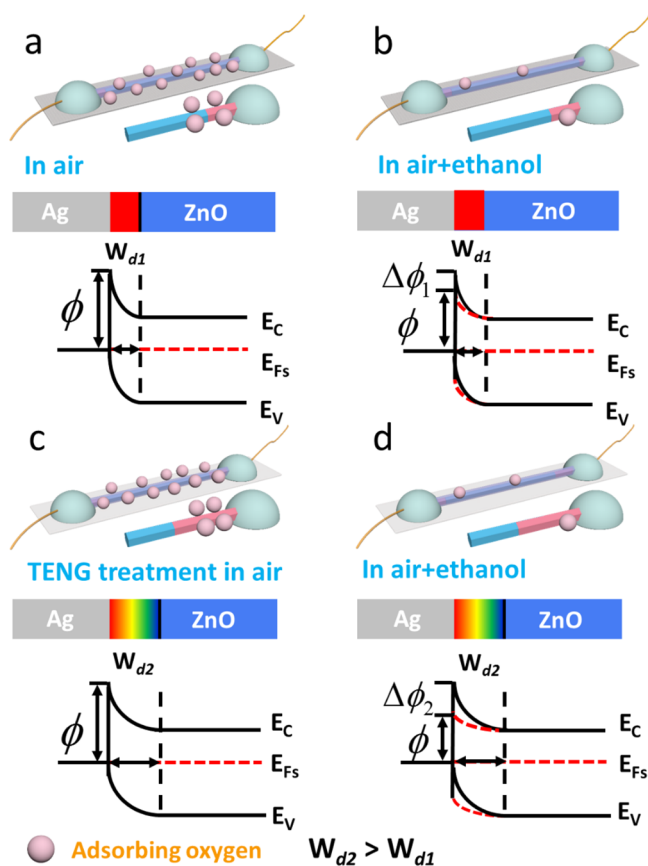 a
b
In air
In air+ethanol
Ag ZnO
Ag ZnO
W_d1
W_d1
ϕ
E_C
E_Fs
E_V
Δϕ_1
ϕ
E_C
E_Fs
E_V
c
d
TENG treatment in air
In air+ethanol
Ag ZnO
Ag ZnO
W_d2
W_d2
ϕ
E_C
E_Fs
E_V
Δϕ_2
ϕ
E_C
E_Fs
E_V
Adsorbing oxygen
W_d2 > W_d1